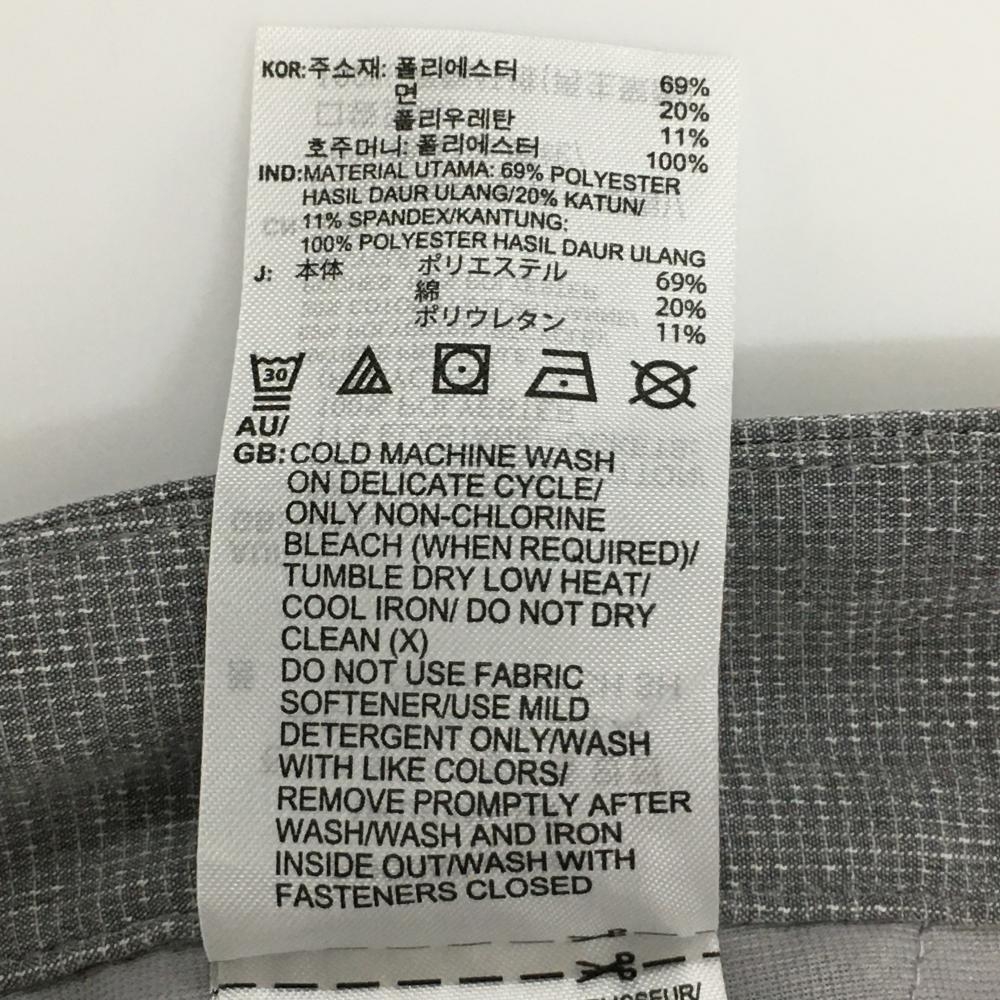 KOR:주소재: 폴리에스터 69%
면 20%
폴리우레탄 11%
호주머니: 폴리에스터 100%
IND:MATERIAL UTAMA: 69% POLYESTER
HASIL DAUR ULANG/20% KATUN/
11% SPANDEX/KANTUNG:
100% POLYESTER HASIL DAUR ULANG
J: 本体 ポリエステル 69%
綿 20%
ポリウレタン 11%
30
AU/
GB:COLD MACHINE WASH
ON DELICATE CYCLE/
ONLY NON-CHLORINE
BLEACH (WHEN REQUIRED)/
TUMBLE DRY LOW HEAT/
COOL IRON/ DO NOT DRY
CLEAN (X)
DO NOT USE FABRIC
SOFTENER/USE MILD
DETERGENT ONLY/WASH
WITH LIKE COLORS/
REMOVE PROMPTLY AFTER
WASH/WASH AND IRON
INSIDE OUT/WASH WITH
FASTENERS CLOSED